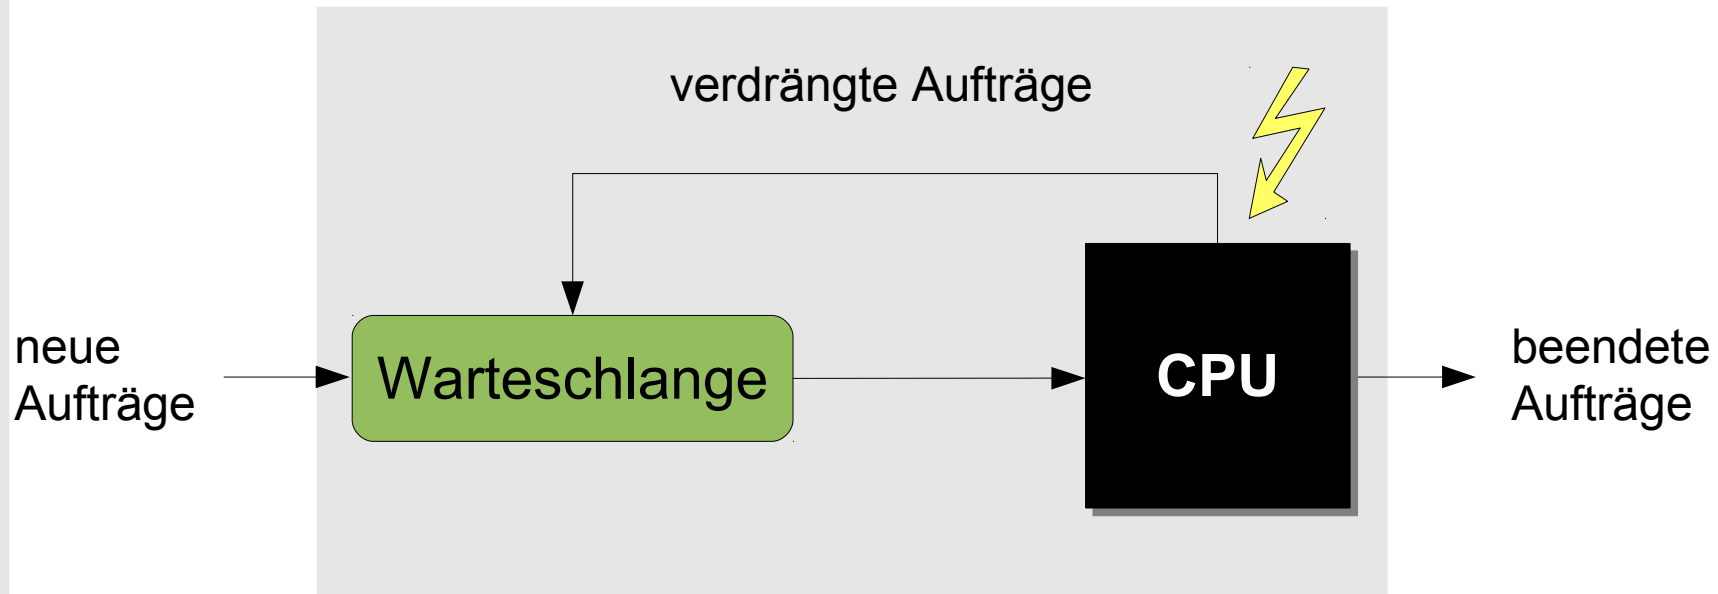 verdrängte Aufträge
neue
Aufträge
Warteschlange
CPU
beendete
Aufträge